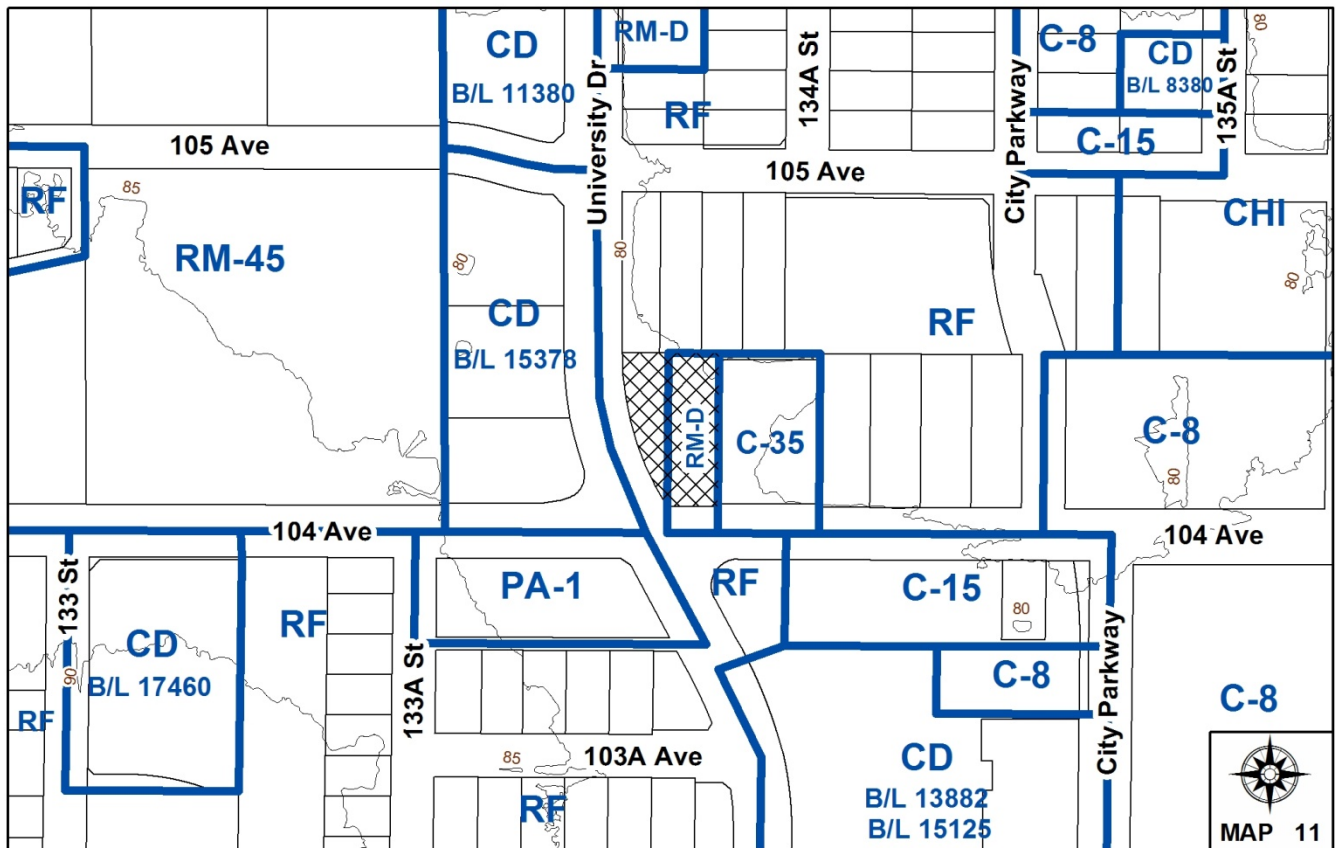 CD
B/L 11380
University Dr
RM-D
RF
134A St
City Parkway
C-8
CD
B/L 8380
135A St
80
105 Ave
C-15
105 Ave
RF
85
RM-45
80
CD
B/L 15378
80
RF
CHI
80
RM-D
C-35
C-8
80
104 Ave
104 Ave
133 St
CD
B/L 17460
90
RF
RF
133A St
PA-1
RF
C-15
80
C-8
City Parkway
C-8
85
103A Ave
RF
CD
B/L 13882
B/L 15125
MAP 11